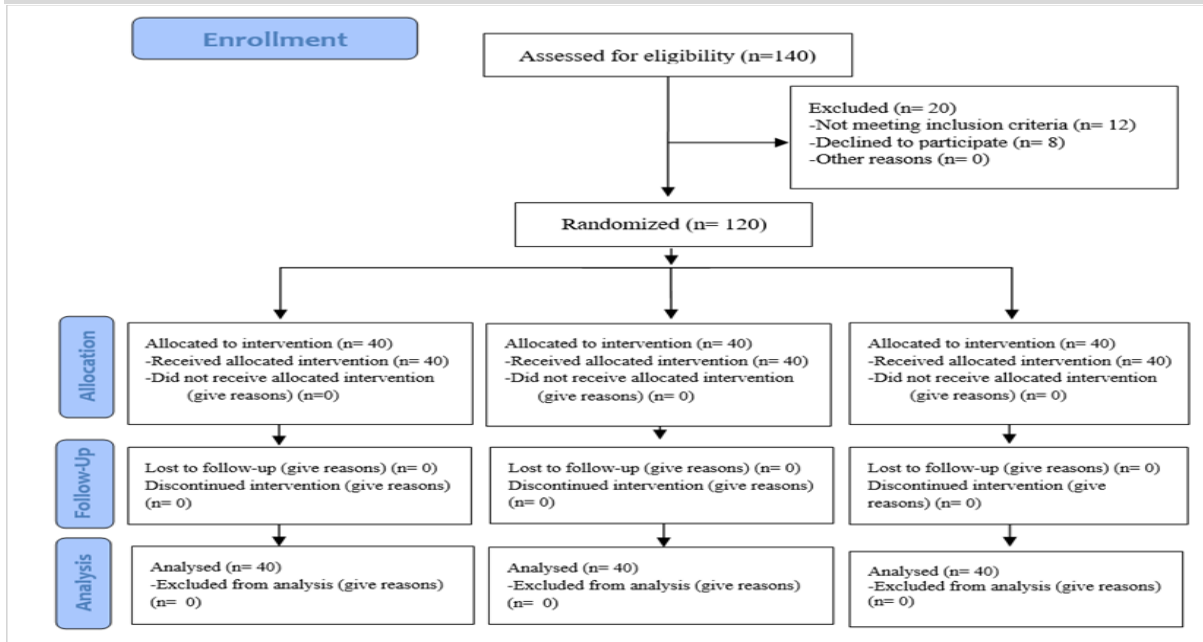 Enrollment
Assessed for eligibility (n=140)
Excluded (n= 20)
-Not meeting inclusion criteria (n= 12)
-Declined to participate (n= 8)
-Other reasons (n= 0)
Randomized (n= 120)
Allocation
Allocated to intervention (n= 40)
-Received allocated intervention (n= 40)
-Did not receive allocated intervention
(give reasons) (n=0)
Allocated to intervention (n= 40)
-Received allocated intervention (n= 40)
-Did not receive allocated intervention
(give reasons) (n= 0)
Allocated to intervention (n= 40)
-Received allocated intervention (n= 40)
-Did not receive allocated intervention
(give reasons) (n= 0)
Follow-Up
Lost to follow-up (give reasons) (n= 0)
Discontinued intervention (give reasons)
(n= 0)
Lost to follow-up (give reasons) (n= 0)
Discontinued intervention (give reasons)
(n= 0)
Lost to follow-up (give reasons) (n= 0)
Discontinued intervention (give
reasons) (n= 0)
Analysis
Analysed (n= 40)
-Excluded from analysis (give reasons)
(n=  0)
Analysed (n= 40)
-Excluded from analysis (give reasons)
(n=  0)
Analysed (n= 40)
-Excluded from analysis (give reasons)
(n= 0)